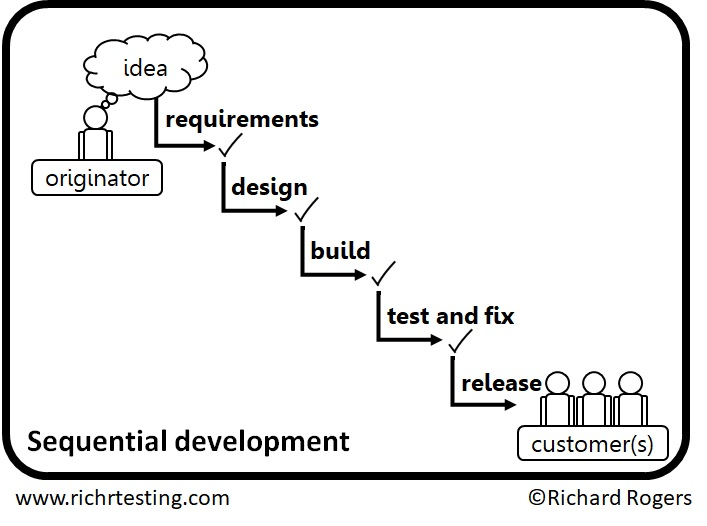 idea
requirements
originator
design
build
test and fix
release
Sequential development
customer(s)
www.richrtesting.com
©Richard Rogers